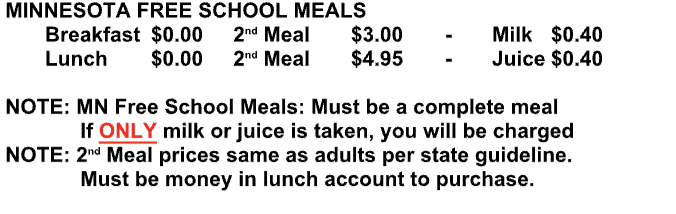 MINNESOTA FREE SCHOOL MEALS
Breakfast $0.00 2nd Meal $3.00 - Milk $0.40
Lunch $0.00 2nd Meal $4.95 - Juice $0.40
NOTE: MN Free School Meals: Must be a complete meal
If ONLY milk or juice is taken, you will be charged
NOTE: 2nd Meal prices same as adults per state guideline.
Must be money in lunch account to purchase.